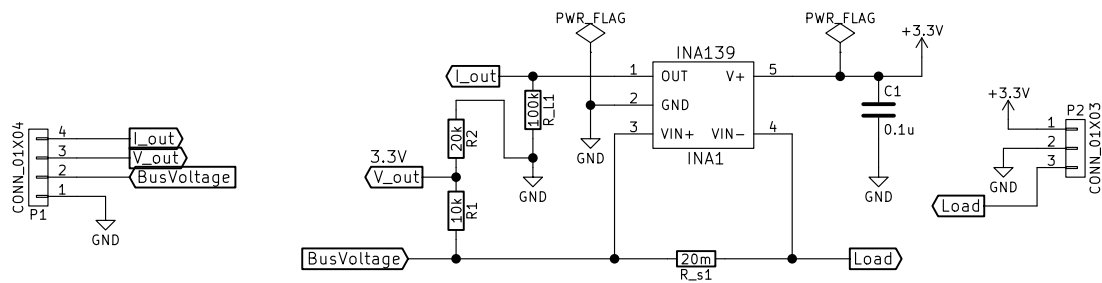 PWR_FLAG
PWR_FLAG
+3.3V
INA139
I_out
1
OUT
V+
5
100k
R_L1
2
GND
C1
0.1u
3
VIN+
VIN-
4
INA1
GND
+3.3V
P2
1
2
3
CONN_01X03
GND
Load
CONN_01X04
4
I_out
3
V_out
2
BusVoltage
1
P1
GND
20k
R2
3.3V
V_out
10k
R1
GND
GND
BusVoltage
20m
R_s1
Load